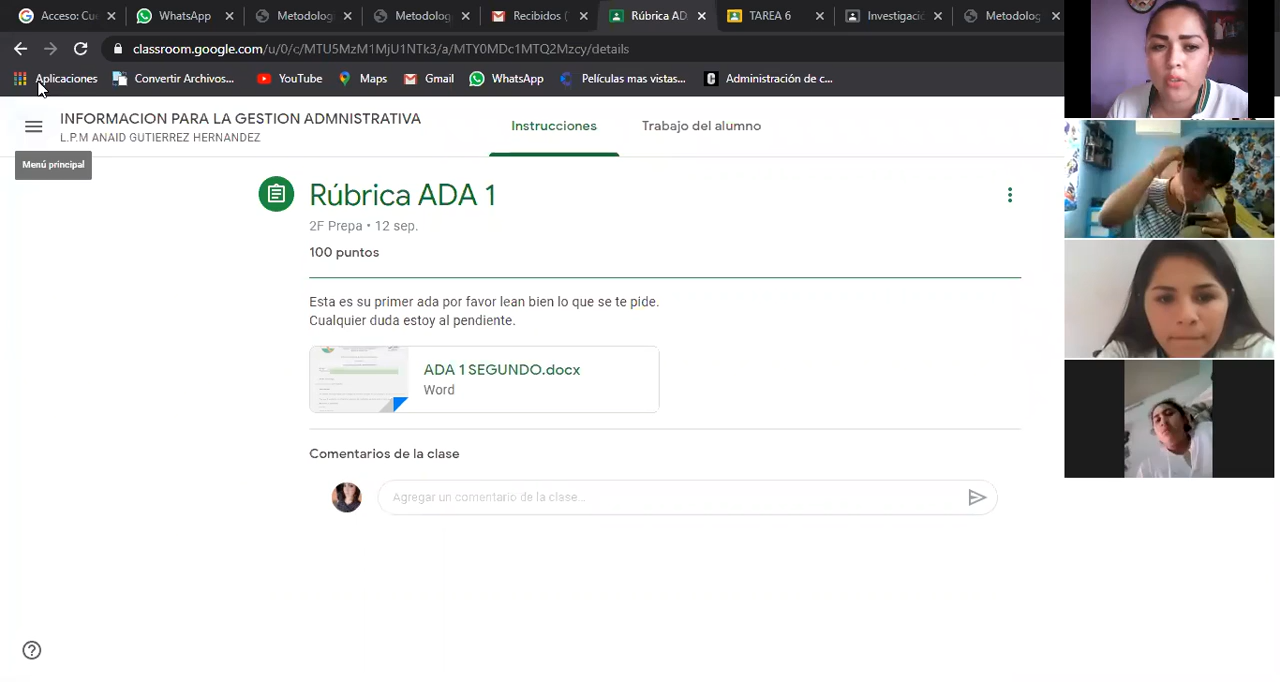 Acceso: Cu
WhatsApp
Metodolog
Metodolog
Recibidos (
Rúbrica AD
TAREA 6
Investigaci
Metodolog
classroom.google.com/u/0/c/MTU5MzM1MjU1NTk3/a/MTY0MDc1MTQ2Mzcy/details
Aplicaciones
Convertir Archivos...
YouTube
Maps
Gmail
WhatsApp
Películas mas vistas...
Administración de c...
INFORMACION PARA LA GESTION ADMNISTRATIVA
L.P.M ANAID GUTIERREZ HERNANDEZ
Instrucciones
Trabajo del alumno
Menú principal
Rúbrica ADA 1
2F Prepa • 12 sep.
100 puntos
Esta es su primer ada por favor lean bien lo que se te pide.
Cualquier duda estoy al pendiente.
ADA 1 SEGUNDO.docx
Word
Comentarios de la clase
Agregar un comentario de la clase...